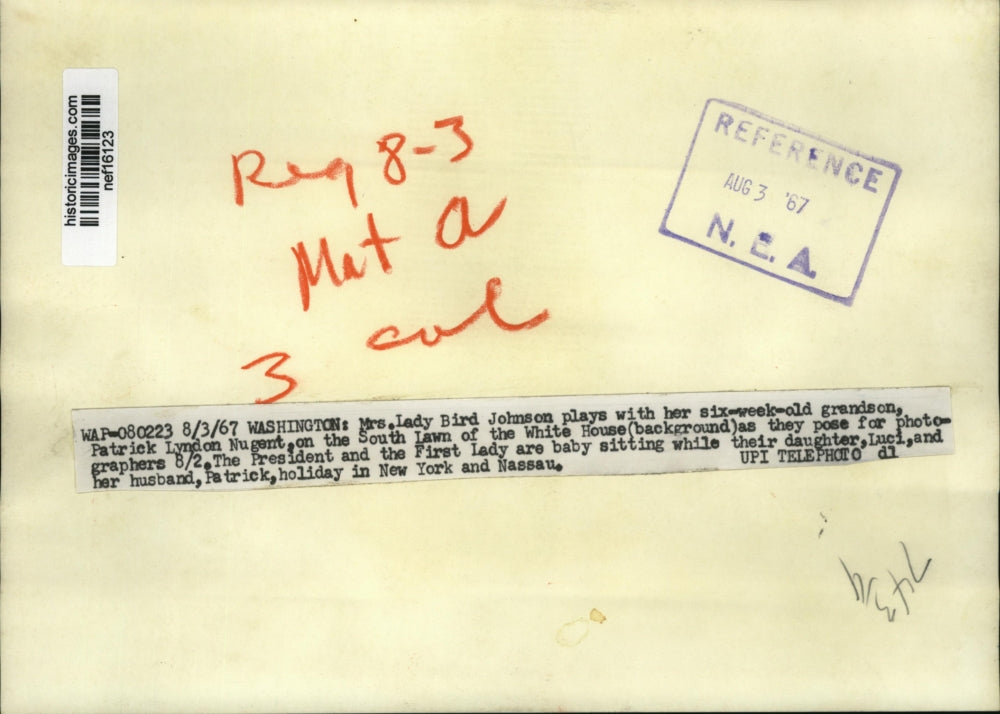 historicimages.com
nef16123
Reg 8-3
Mat a
3 col
REFERENCE
AUG 3 '67
N. E. A.
WAP-080223 8/3/67 WASHINGTON: Mrs.Lady Bird Johnson plays with her six-week-old grandson,
Patrick Lyndon Nugent,on the South Lawn of the White House(background)as they pose for photo-
graphers 8/2.The President and the First Lady are baby sitting while their daughter,Luci,and
her husband,Patrick,holiday in New York and Nassau. UPI TELEPHOTO dl